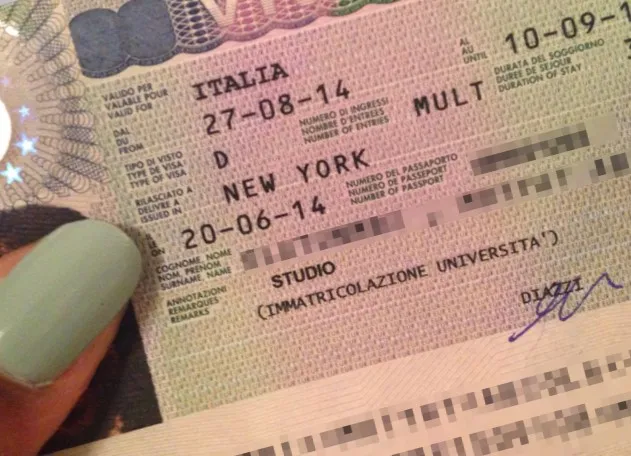 VALIDO PER
VALABLE POUR
VALID FOR
ITALIA
DAL
DU
FROM
27-08-14
AL
AU
UNTIL
10-09-1
TIPO DI VISTO
TYPE DE VISA
TYPE OF VISA
D
NUMERO DI INGRESSI
NOMBRE D'ENTREES
NUMBER OF ENTRIES
MULT
DURATA DEL SOGGIORNO
DUREE DE SEJOUR
DURATION OF STAY
RILASCIATO A
DELIVRE A
ISSUED IN
NEW YORK
ON
20-06-14
NUMERO DEL PASSAPORTO
NUMERO DE PASSEPORT
NUMBER OF PASSPORT
COGNOME, NOME
NOM, PRENOM
SURNAME, NAME
ANNOTAZIONI
REMARQUES
REMARKS
STUDIO
(IMMATRICOLAZIONE UNIVERSITA')
DIAZZI